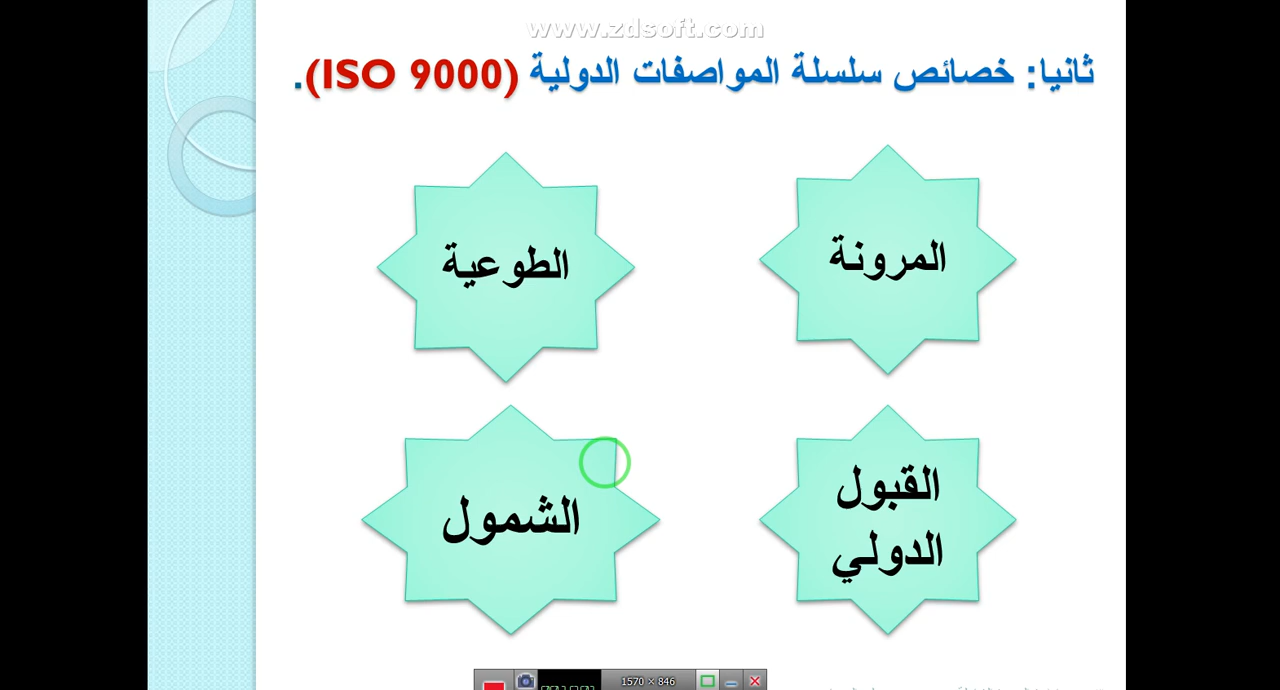 www.zdsoft.com
ثانيا: خصائص سلسلة المواصفات الدولية (ISO 9000).
المرونة
الطوعية
القبول
الدولي
الشمول
1570 × 846